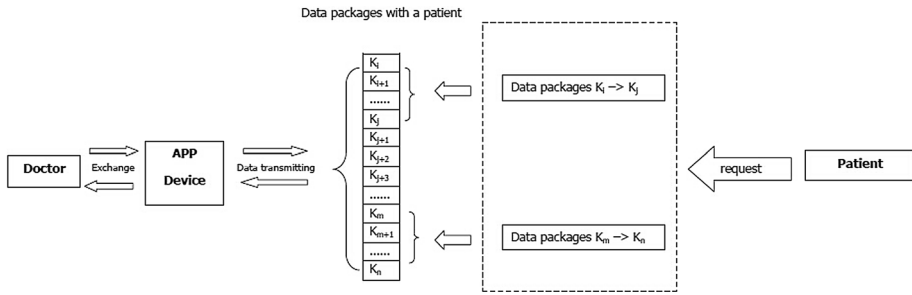 Data packages with a patient
Doctor
Exchange
APP
Device
Data transmitting
Kᵢ
Kᵢ₊₁
......
Kⱼ
Kⱼ₊₁
Kⱼ₊₂
Kⱼ₊₃
......
Kₘ
Kₘ₊₁
......
Kₙ
Data packages Kᵢ –> Kⱼ
Data packages Kₘ –> Kₙ
request
Patient